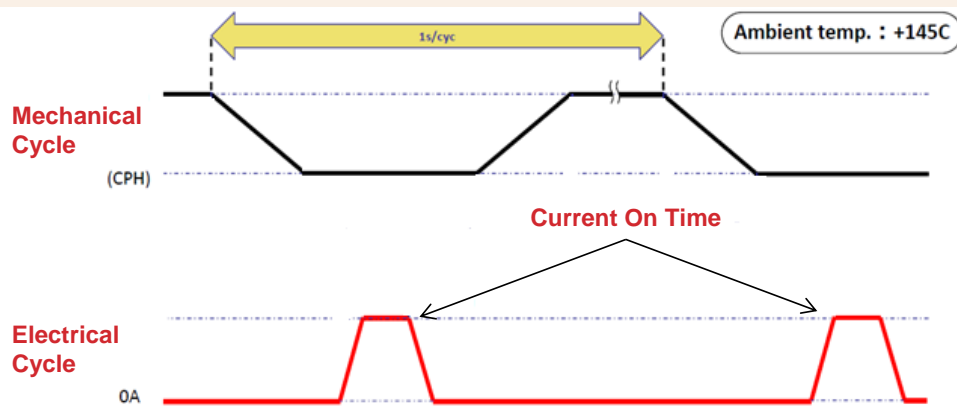 1s/cyc
Ambient temp. : +145C
Mechanical
Cycle
(CPH)
Current On Time
Electrical
Cycle
0A